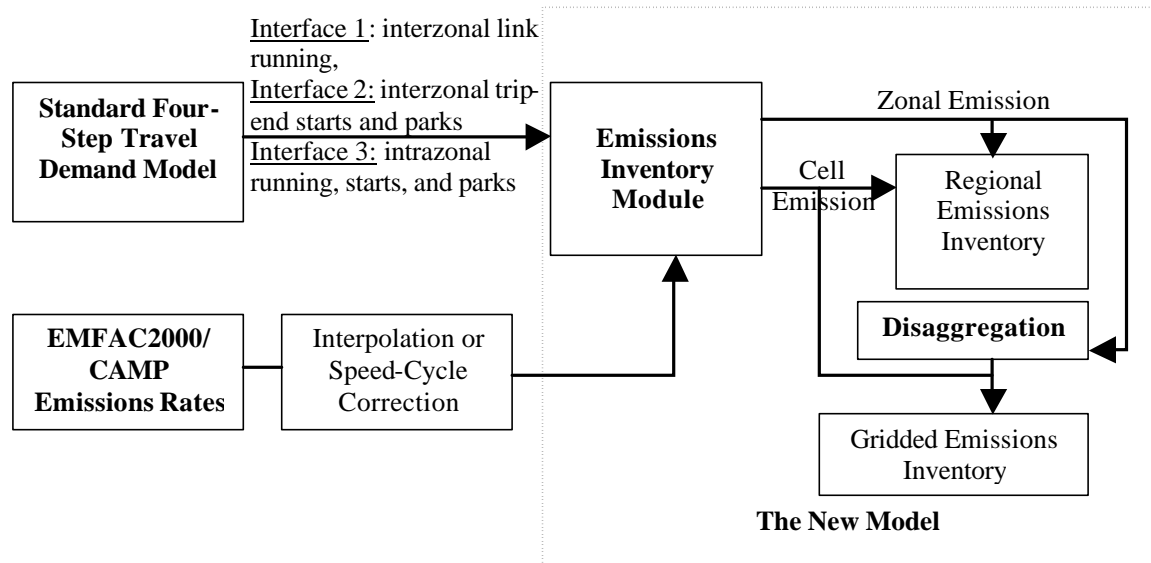 Interface 1: interzonal link
running,
Interface 2: interzonal trip-
end starts and parks
Interface 3: intrazonal
running, starts, and parks
Standard Four-
Step Travel
Demand Model
Emissions
Inventory
Module
Zonal Emission
Cell
Emission
Regional
Emissions
Inventory
Disaggregation
EMFAC2000/
CAMP
Emissions Rates
Interpolation or
Speed-Cycle
Correction
Gridded Emissions
Inventory
The New Model